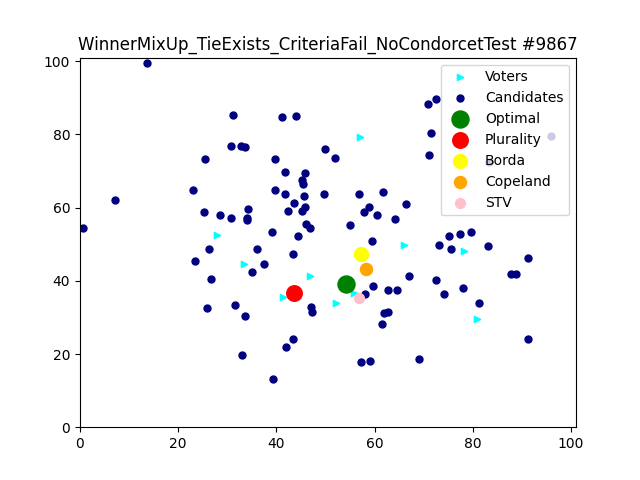 WinnerMixUp_TieExists_CriteriaFail_NoCondorcetTest #9867
100
80
60
40
20
0
0
20
40
60
80
100
Voters
Candidates
Optimal
Plurality
Borda
Copeland
STV